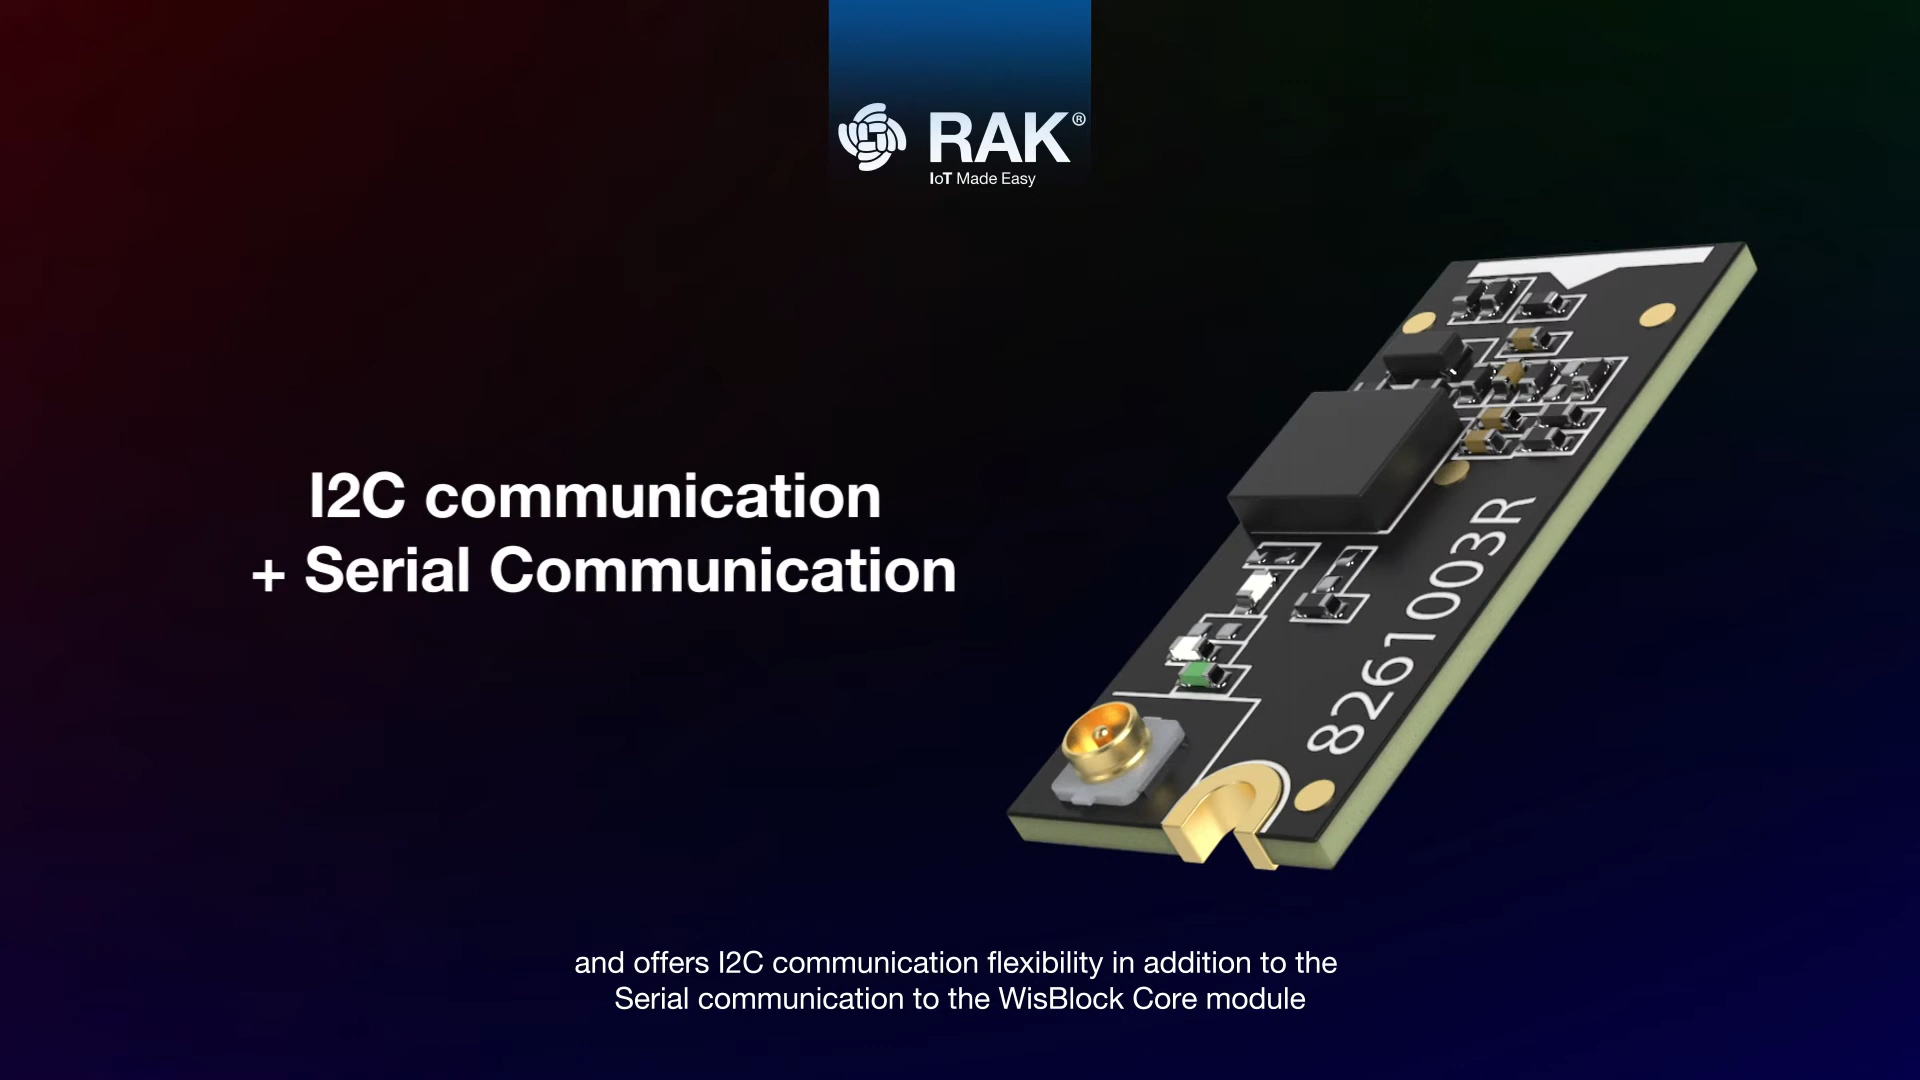 RAK®
IoT Made Easy
I2C communication
+ Serial Communication
8261003R
and offers I2C communication flexibility in addition to the
Serial communication to the WisBlock Core module